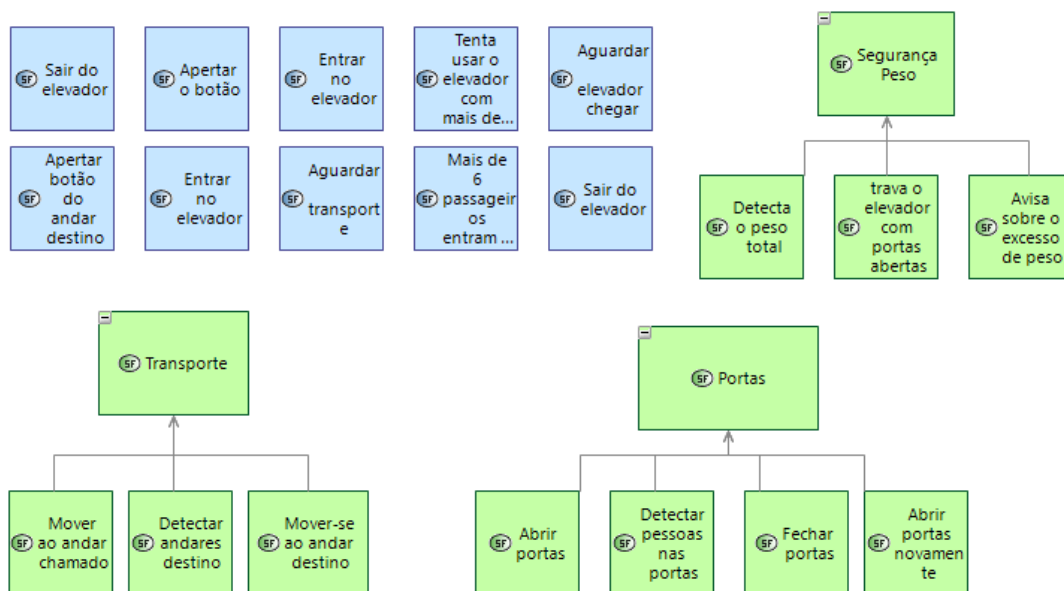 SF Sair do
elevador
SF Apertar
o botão
SF Entrar
no
elevador
SF Tenta
usar o
elevador
com
mais de...
SF Aguardar
elevador
chegar
SF Apertar
botão
do
andar
destino
SF Entrar
no
elevador
SF Aguardar
transport
e
SF Mais de
6
passageir
os
entram ...
SF Sair do
elevador
SF Segurança
Peso
SF Detecta
o peso
total
SF trava o
elevador
com
portas
abertas
SF Avisa
sobre o
excesso
de peso
SF Transporte
SF Mover
ao andar
chamado
SF Detectar
andares
destino
SF Mover-se
ao andar
destino
SF Portas
SF Abrir
portas
SF Detectar
pessoas
nas
portas
SF Fechar
portas
SF Abrir
portas
novamen
te